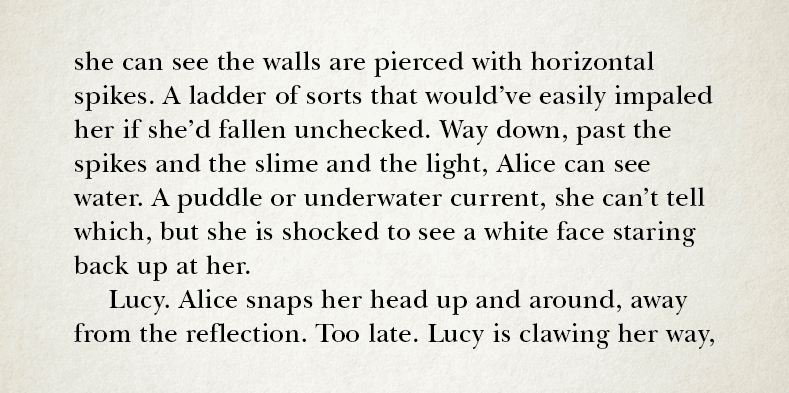 she can see the walls are pierced with horizontal
spikes. A ladder of sorts that would’ve easily impaled
her if she’d fallen unchecked. Way down, past the
spikes and the slime and the light, Alice can see
water. A puddle or underwater current, she can’t tell
which, but she is shocked to see a white face staring
back up at her.
Lucy. Alice snaps her head up and around, away
from the reflection. Too late. Lucy is clawing her way,